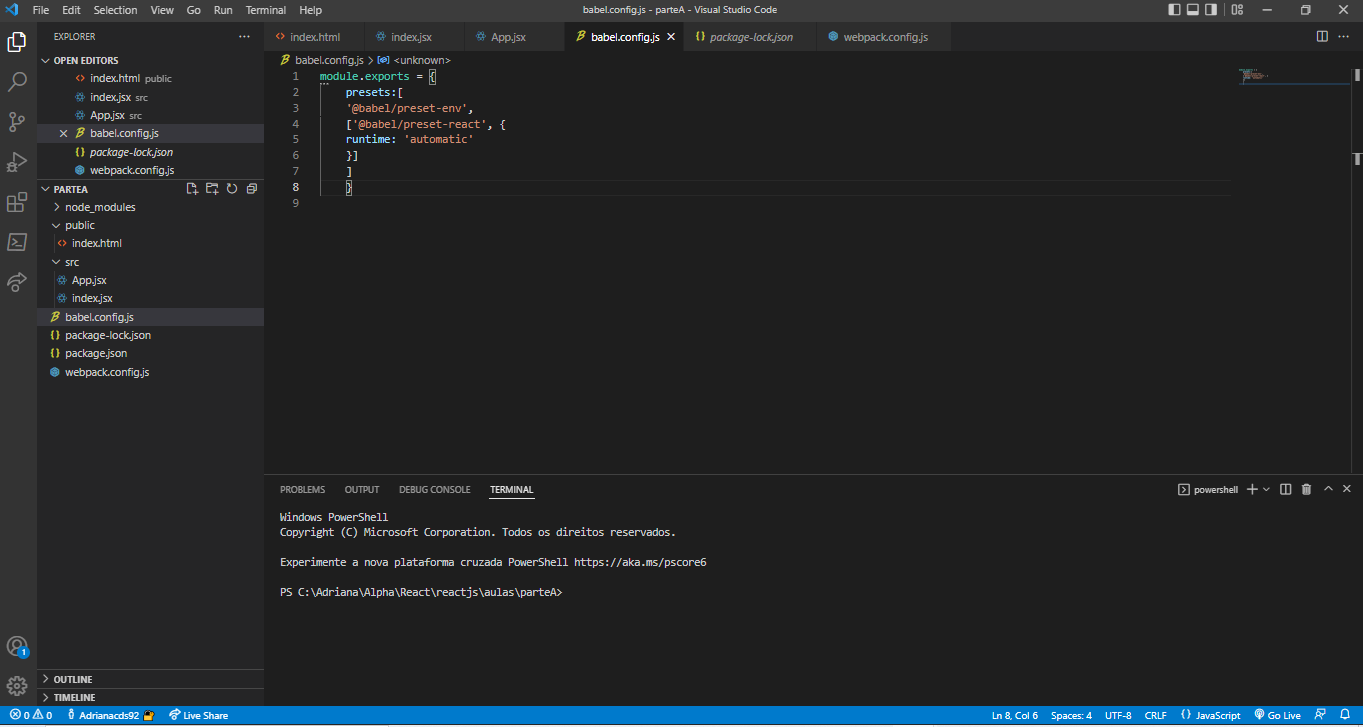 File Edit Selection View Go Run Terminal Help
babel.config.js - parteA - Visual Studio Code
EXPLORER
OPEN EDITORS
index.html public
index.jsx src
App.jsx src
babel.config.js
package-lock.json
webpack.config.js
PARTEA
node_modules
public
index.html
src
App.jsx
index.jsx
babel.config.js
package-lock.json
package.json
webpack.config.js
OUTLINE
TIMELINE
index.html index.jsx App.jsx babel.config.js package-lock.json webpack.config.js
babel.config.js > <unknown>
1 module.exports = {
2 presets:[
3 '@babel/preset-env',
4 ['@babel/preset-react', {
5 runtime: 'automatic'
6 }]
7 ]
8 }
9
PROBLEMS OUTPUT DEBUG CONSOLE TERMINAL
powershell
Windows PowerShell
Copyright (C) Microsoft Corporation. Todos os direitos reservados.
Experimente a nova plataforma cruzada PowerShell https://aka.ms/pscore6
PS C:\Adriana\Alpha\React\reactjs\aulas\parteA>
1
0 0 Adrianacds92 Live Share
Ln 8, Col 6 Spaces: 4 UTF-8 CRLF JavaScript Go Live